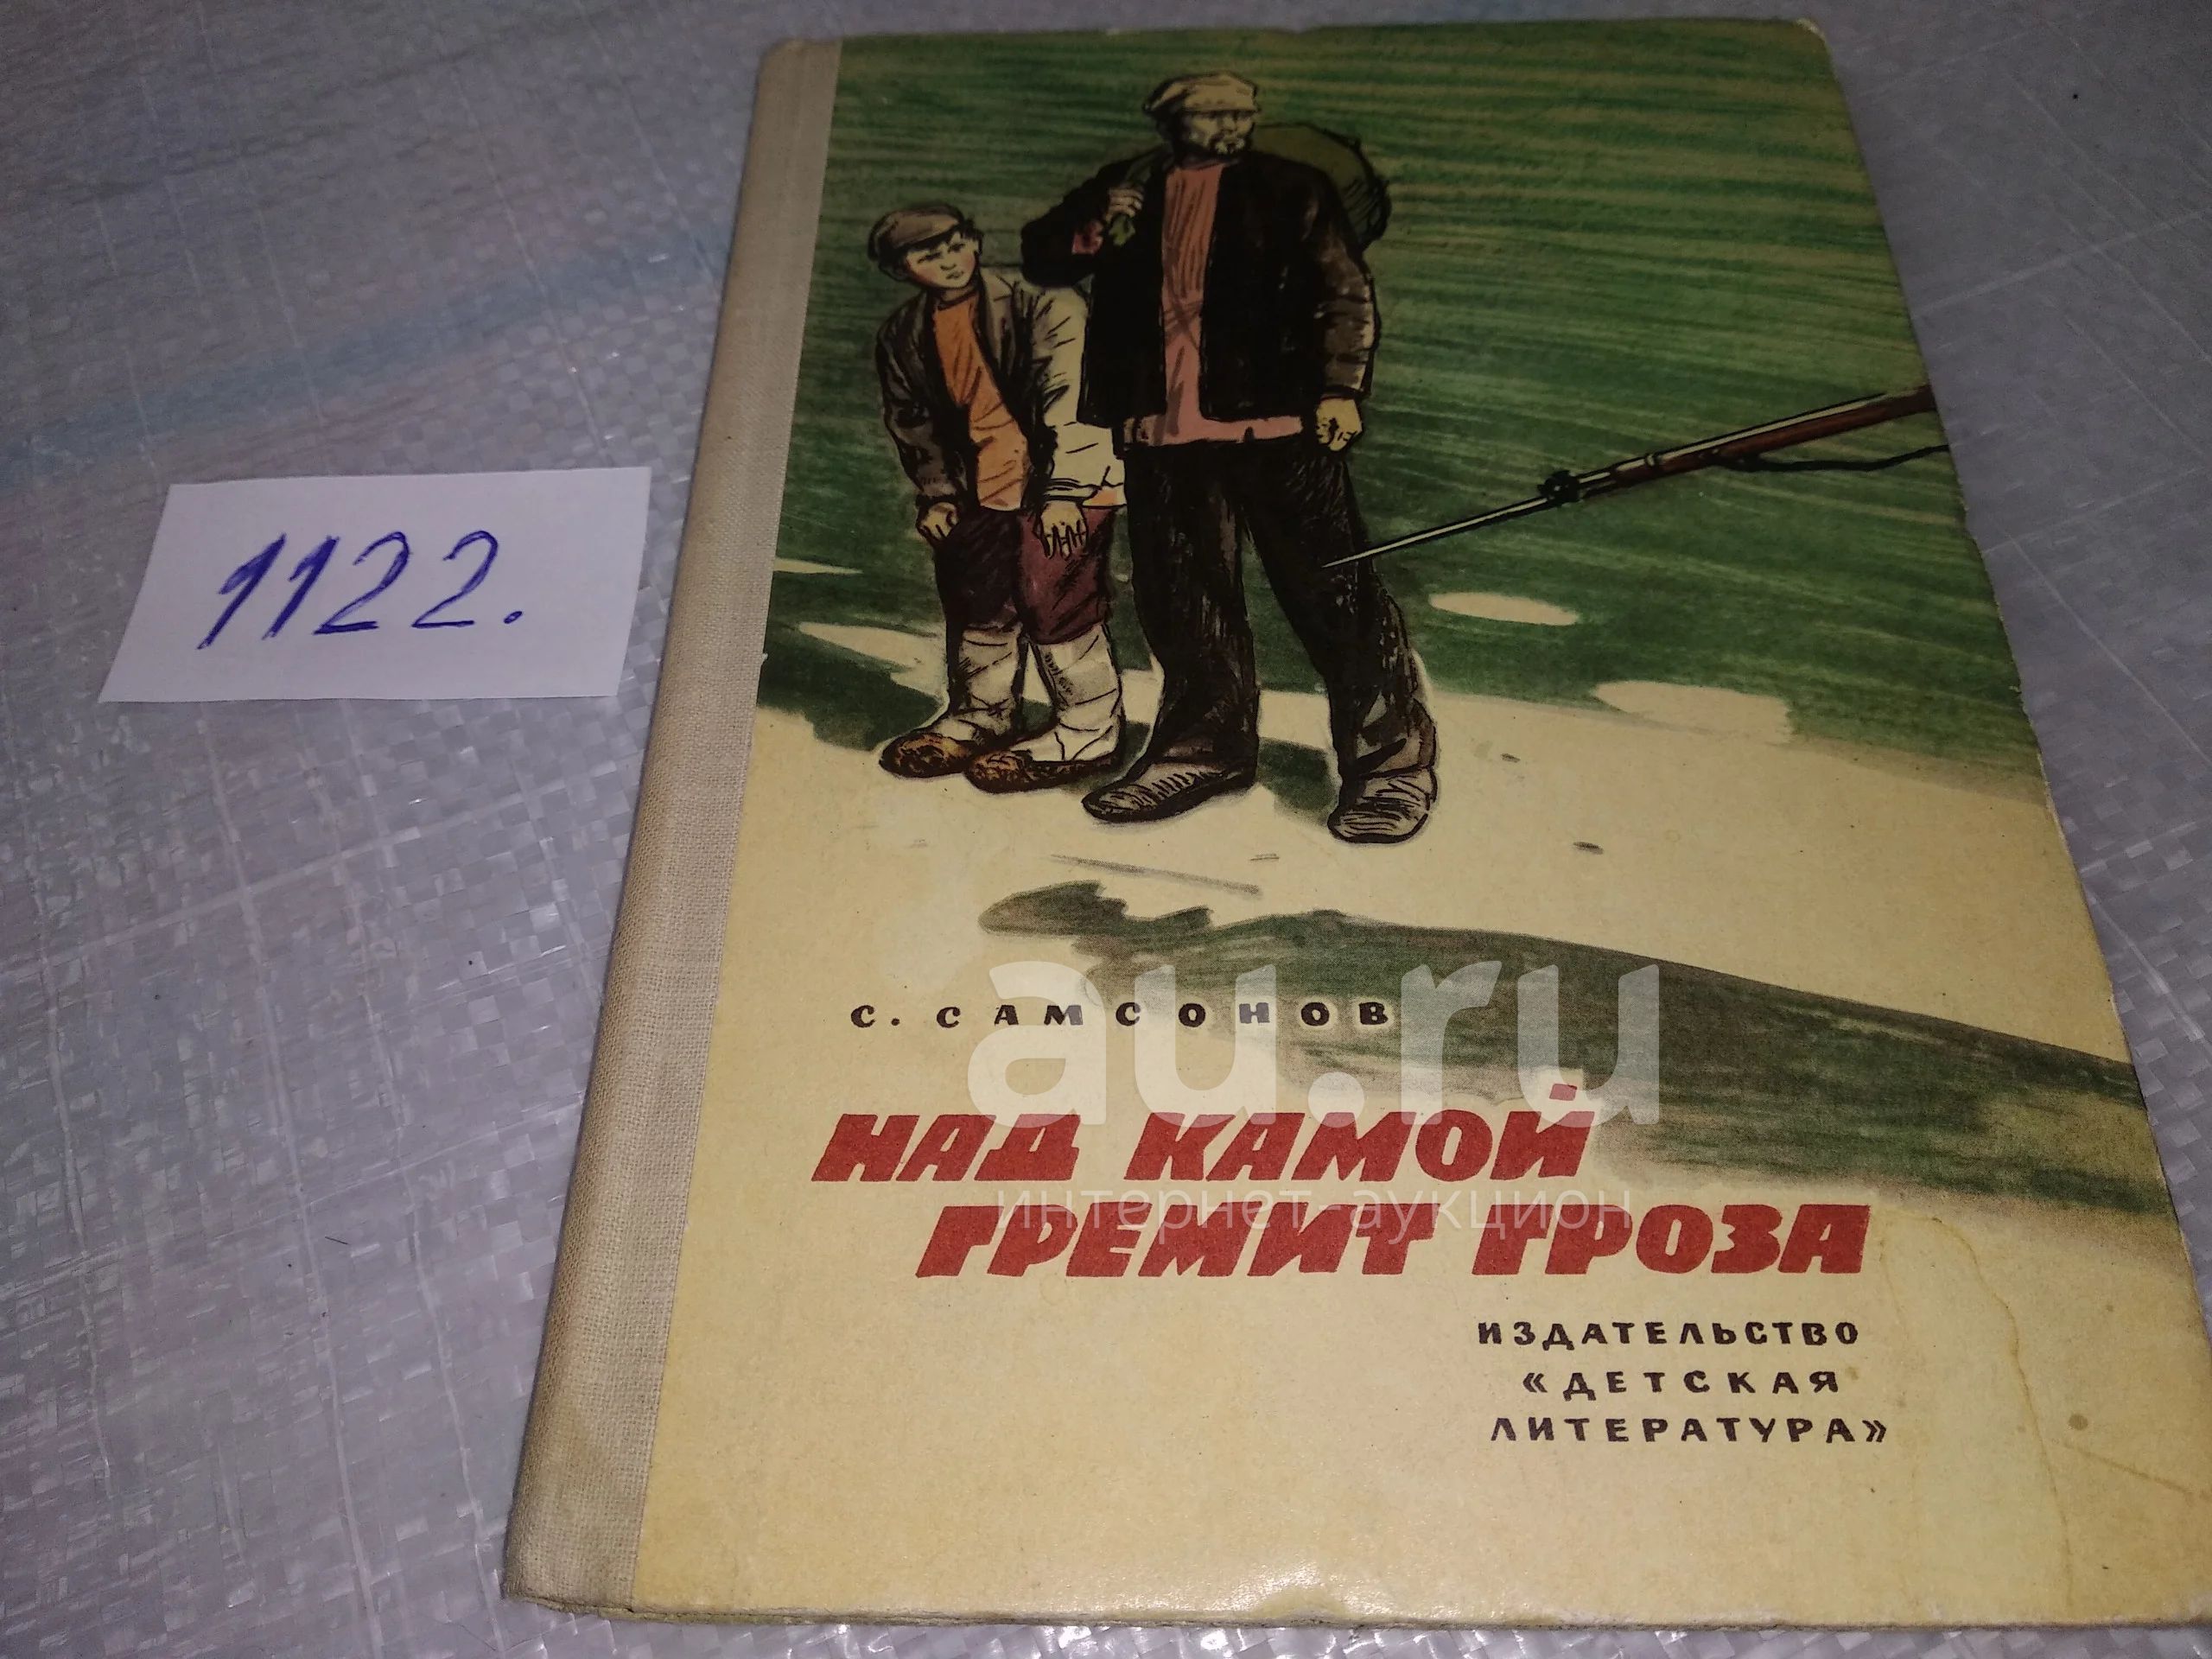 1122.
С. САМСОНОВ
au.ru
НАД КАМОЙ
интернет-аукцион
ГРЕМИТ ГРОЗА
ИЗДАТЕЛЬСТВО
«ДЕТСКАЯ
ЛИТЕРАТУРА»